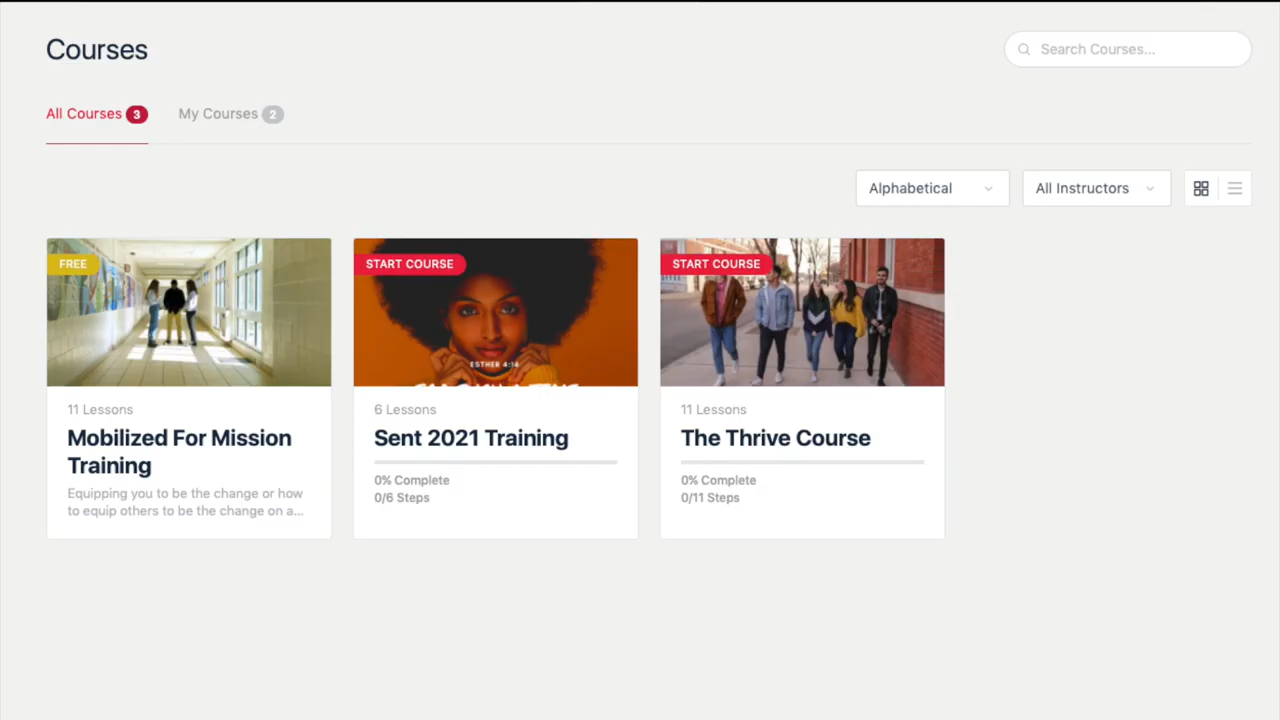 Courses
Search Courses...
All Courses 3
My Courses 2
Alphabetical
All Instructors
FREE
11 Lessons
Mobilized For Mission
Training
Equipping you to be the change or how
to equip others to be the change on a...
START COURSE
ESTHER 4:14
6 Lessons
Sent 2021 Training
0% Complete
0/6 Steps
START COURSE
11 Lessons
The Thrive Course
0% Complete
0/11 Steps